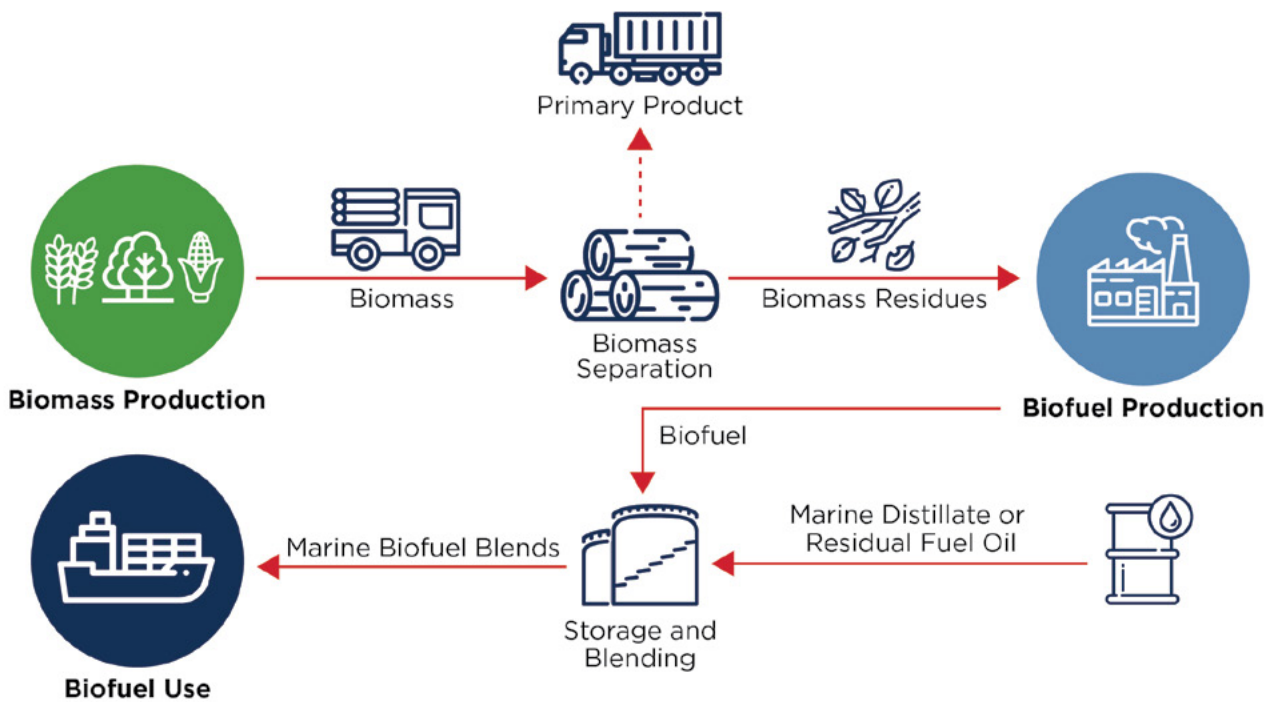 Primary Product
Biomass
Biomass
Separation
Biomass Residues
Biomass Production
Biofuel Production
Biofuel
Marine Distillate or
Residual Fuel Oil
Marine Biofuel Blends
Storage and
Blending
Biofuel Use